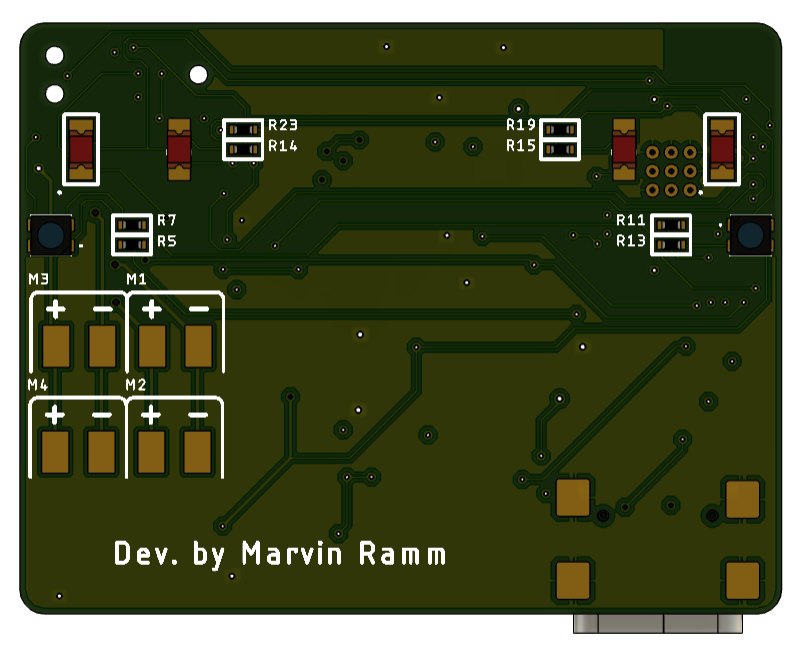 R23 R19
R14 R15
R7 R11
R5 R13
M3 M1
+ − + −
M4 M2
+ − + −
Dev. by Marvin Ramm